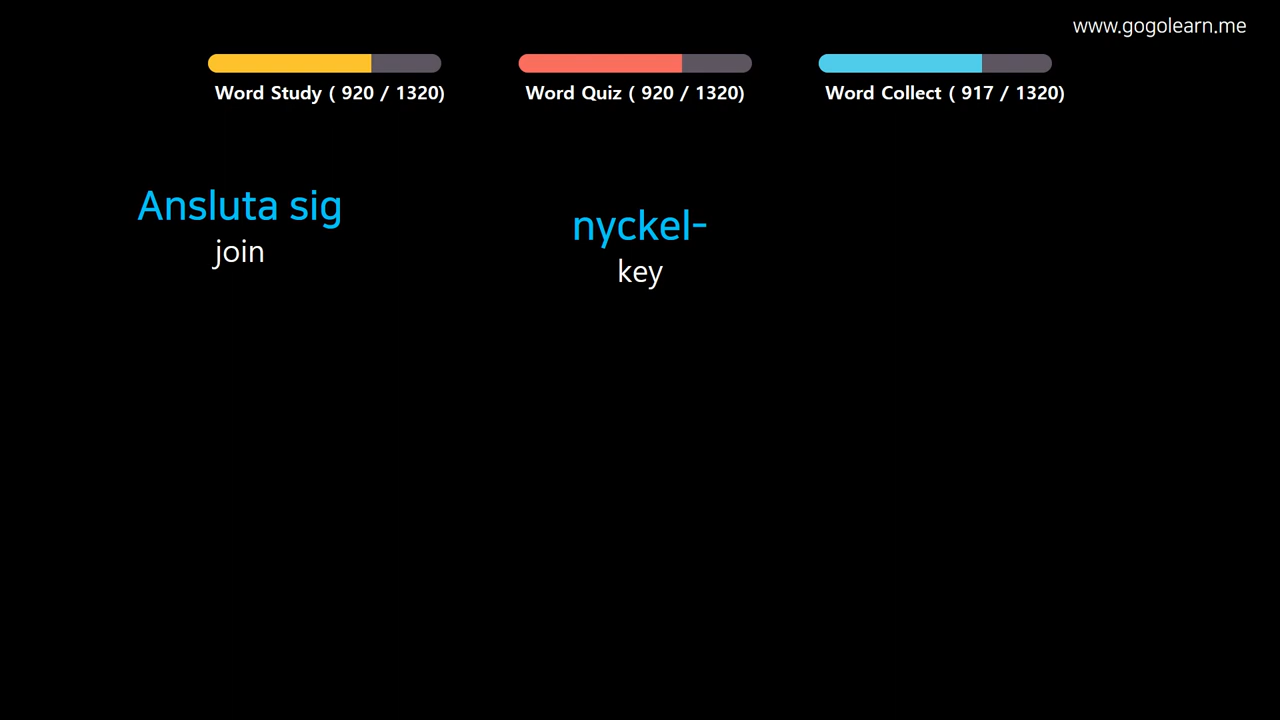 www.gogolearn.me
Word Study ( 920 / 1320)
Word Quiz ( 920 / 1320)
Word Collect ( 917 / 1320)
Ansluta sig
join
nyckel-
key